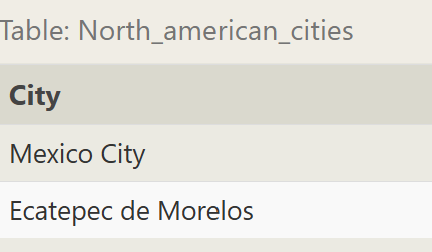 Table: North_american_cities
City
Mexico City
Ecatepec de Morelos